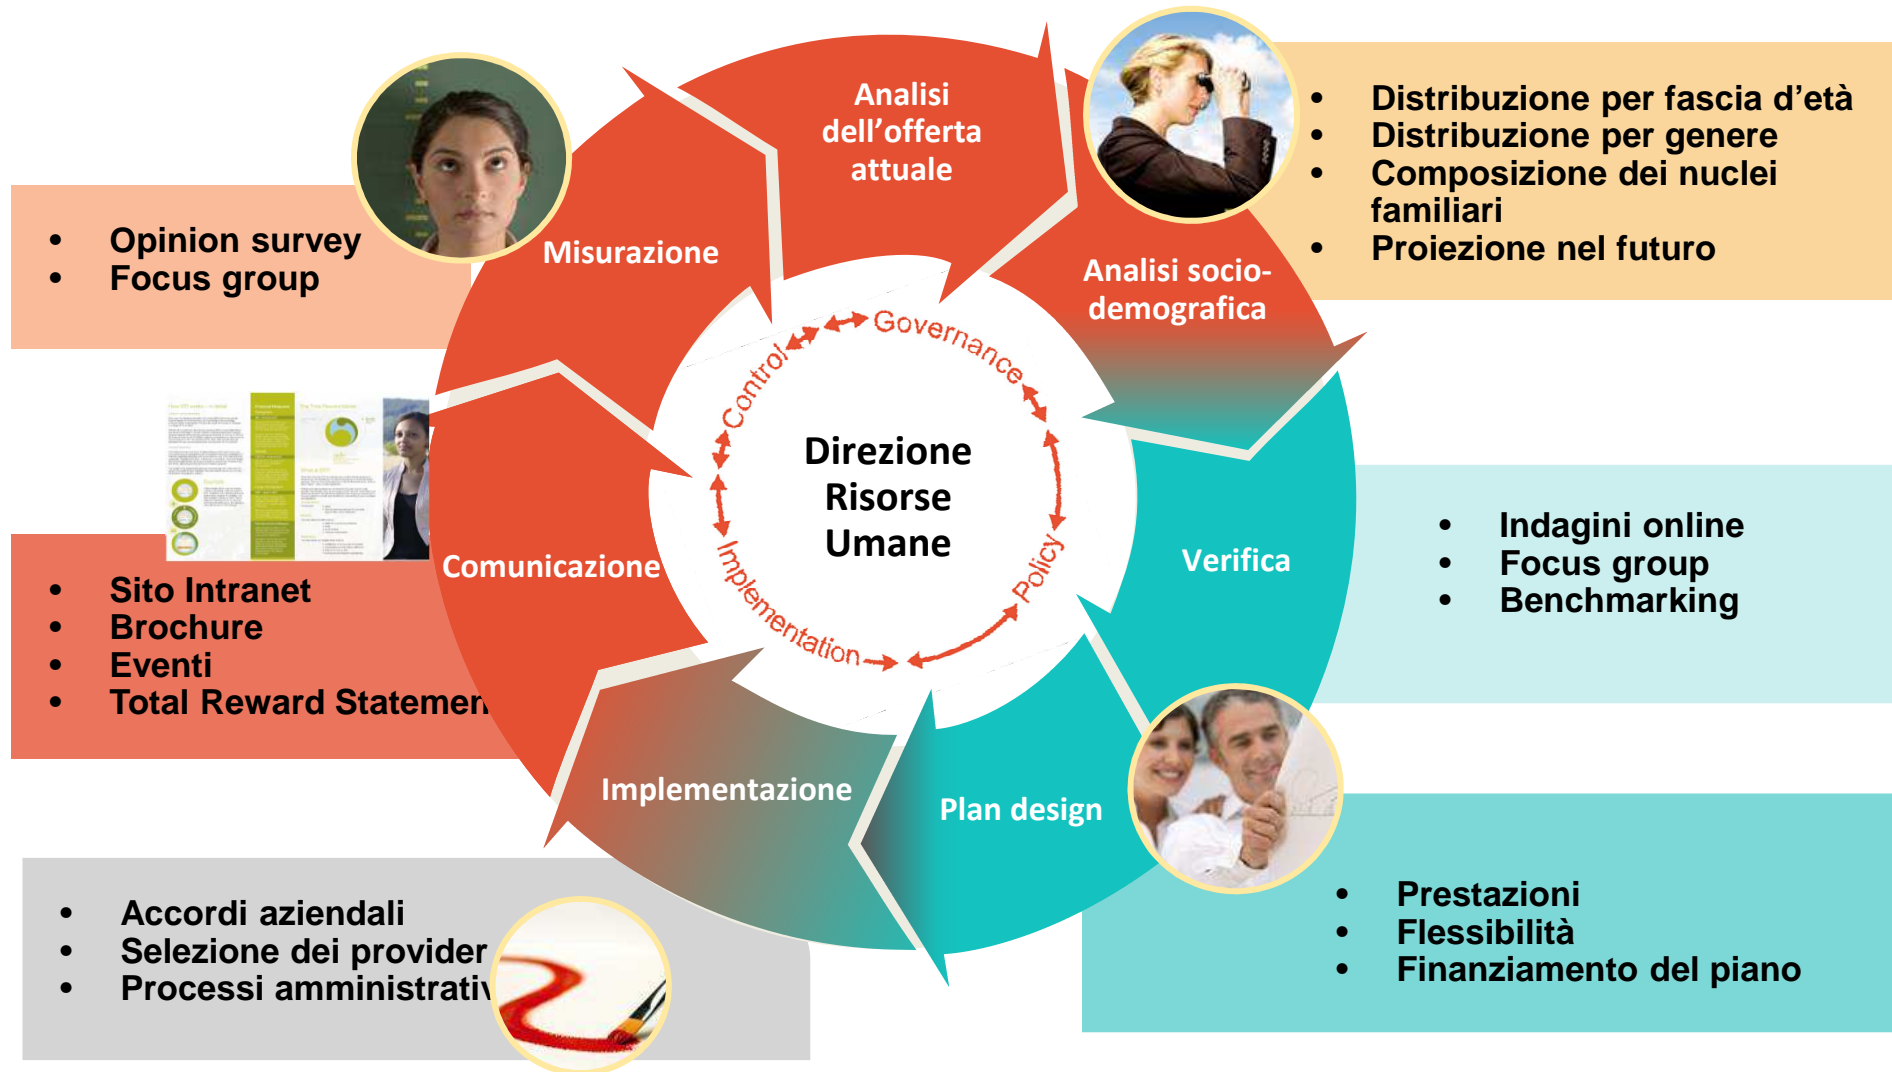 Analisi
dell’offerta
attuale
• Distribuzione per fascia d’età
• Distribuzione per genere
• Composizione dei nuclei
familiari
• Proiezione nel futuro
• Opinion survey
• Focus group
Misurazione
Analisi socio-
demografica
Governance
Control
Policy
Implementation
Direzione
Risorse
Umane
Comunicazione
Verifica
• Indagini online
• Focus group
• Benchmarking
• Sito Intranet
• Brochure
• Eventi
• Total Reward Statemen
Implementazione
Plan design
• Accordi aziendali
• Selezione dei provider
• Processi amministrativ
• Prestazioni
• Flessibilità
• Finanziamento del piano